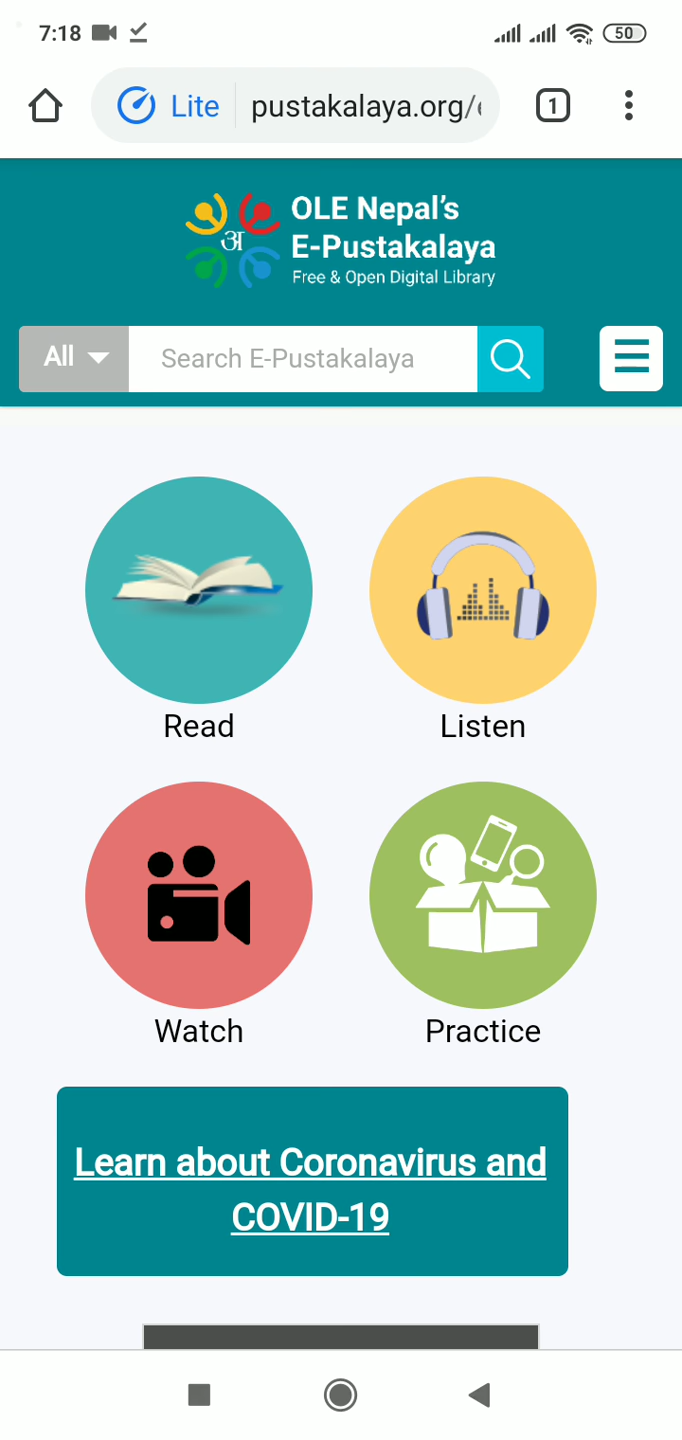 7:18
50
Lite
pustakalaya.org/
1
OLE Nepal's
अ
E-Pustakalaya
Free & Open Digital Library
All
Search E-Pustakalaya
Read
Listen
Watch
Practice
Learn about Coronavirus and
COVID-19